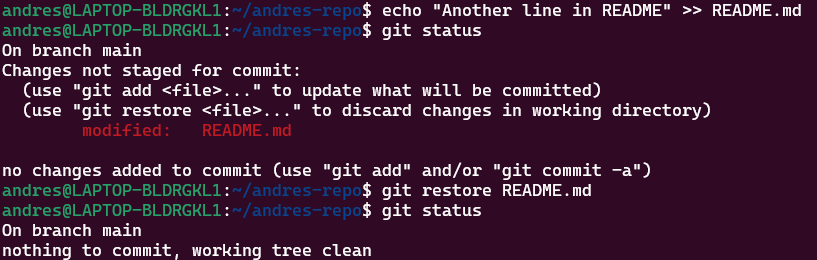 andres@LAPTOP-BLDRGKL1:~/andres-repo$ echo "Another line in README" >> README.md
andres@LAPTOP-BLDRGKL1:~/andres-repo$ git status
On branch main
Changes not staged for commit:
  (use "git add <file>..." to update what will be committed)
  (use "git restore <file>..." to discard changes in working directory)
        modified:   README.md

no changes added to commit (use "git add" and/or "git commit -a")
andres@LAPTOP-BLDRGKL1:~/andres-repo$ git restore README.md
andres@LAPTOP-BLDRGKL1:~/andres-repo$ git status
On branch main
nothing to commit, working tree clean